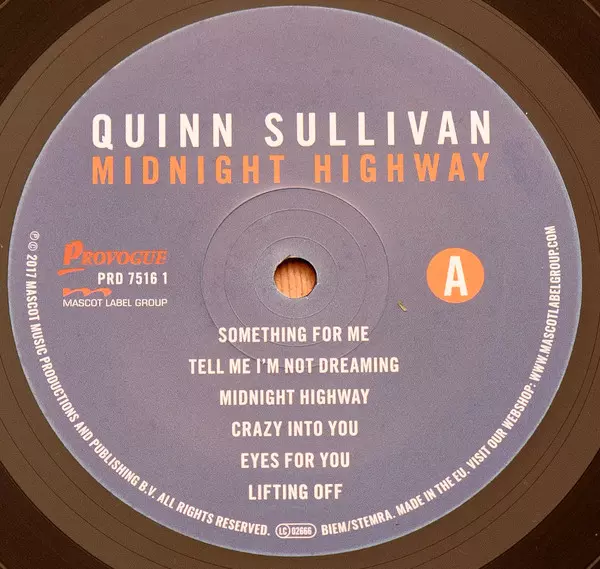 QUINN SULLIVAN
MIDNIGHT HIGHWAY
PROVOGUE
PRD 7516 1
MASCOT LABEL GROUP
A
SOMETHING FOR ME
TELL ME I'M NOT DREAMING
MIDNIGHT HIGHWAY
CRAZY INTO YOU
EYES FOR YOU
LIFTING OFF
℗ © 2017 MASCOT MUSIC PRODUCTIONS AND PUBLISHING B.V. ALL RIGHTS RESERVED. LC 02666 BIEM/STEMRA. MADE IN THE EU. VISIT OUR WEBSHOP: WWW.MASCOTLABELGROUP.COM